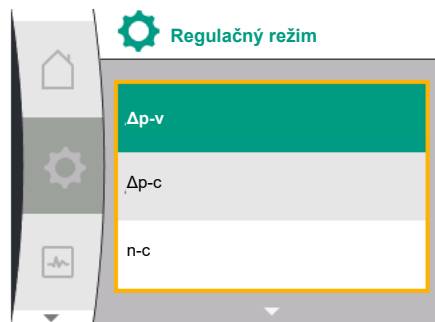 Regulačný režim
Δp-v
Δp-c
n-c